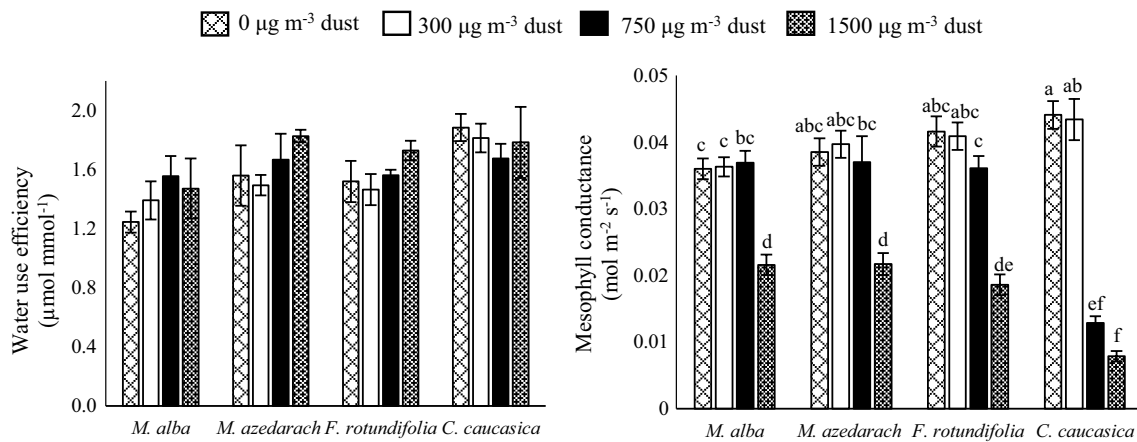 0 μg m⁻³ dust 300 μg m⁻³ dust 750 μg m⁻³ dust 1500 μg m⁻³ dust
Water use efficiency
(μmol mmol⁻¹)
2.0
1.6
1.2
0.8
0.4
0.0
M. alba M. azedarach F. rotundifolia C. caucasica
Mesophyll conductance
(mol m⁻² s⁻¹)
0.05
0.04
0.03
0.02
0.01
0
c c bc d
abc abc bc d
abc abc c de
a ab ef f
M. alba M. azedarach F. rotundifolia C. caucasica